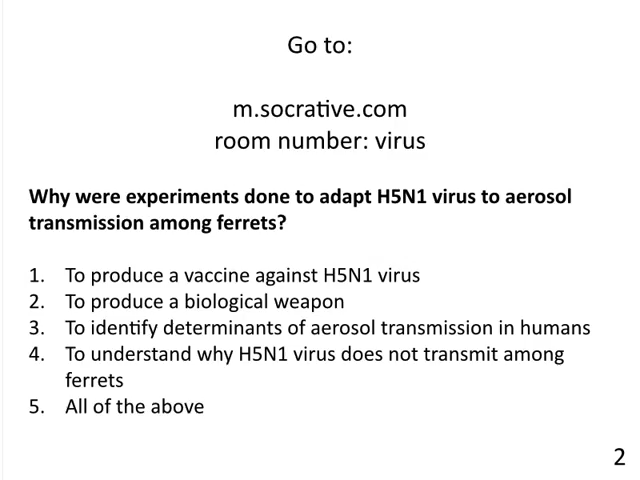 Go to:
m.socrative.com
room number: virus
Why were experiments done to adapt H5N1 virus to aerosol
transmission among ferrets?
1. To produce a vaccine against H5N1 virus
2. To produce a biological weapon
3. To identify determinants of aerosol transmission in humans
4. To understand why H5N1 virus does not transmit among
ferrets
5. All of the above
2